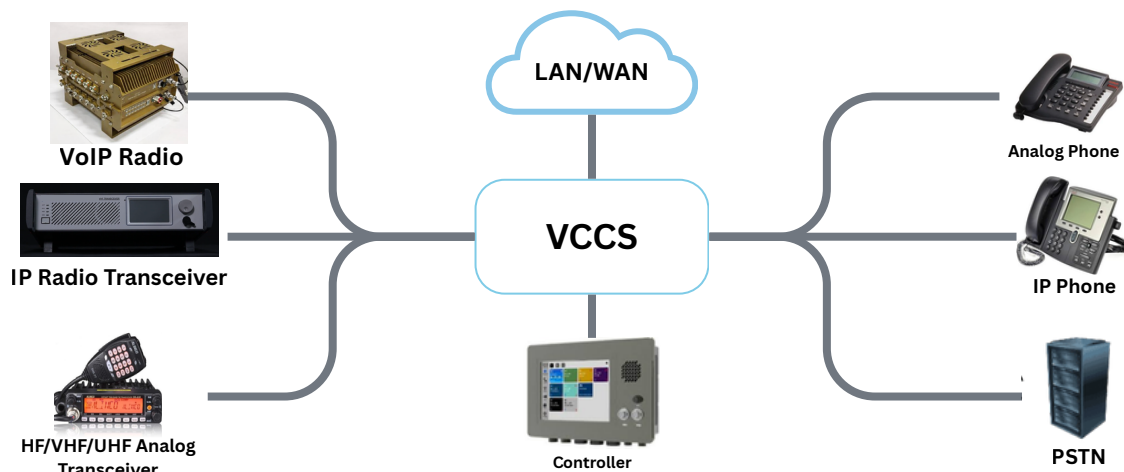 LAN/WAN
VoIP Radio
Analog Phone
VCCS
IP Radio Transceiver
IP Phone
HF/VHF/UHF Analog
Transceiver
Controller
PSTN